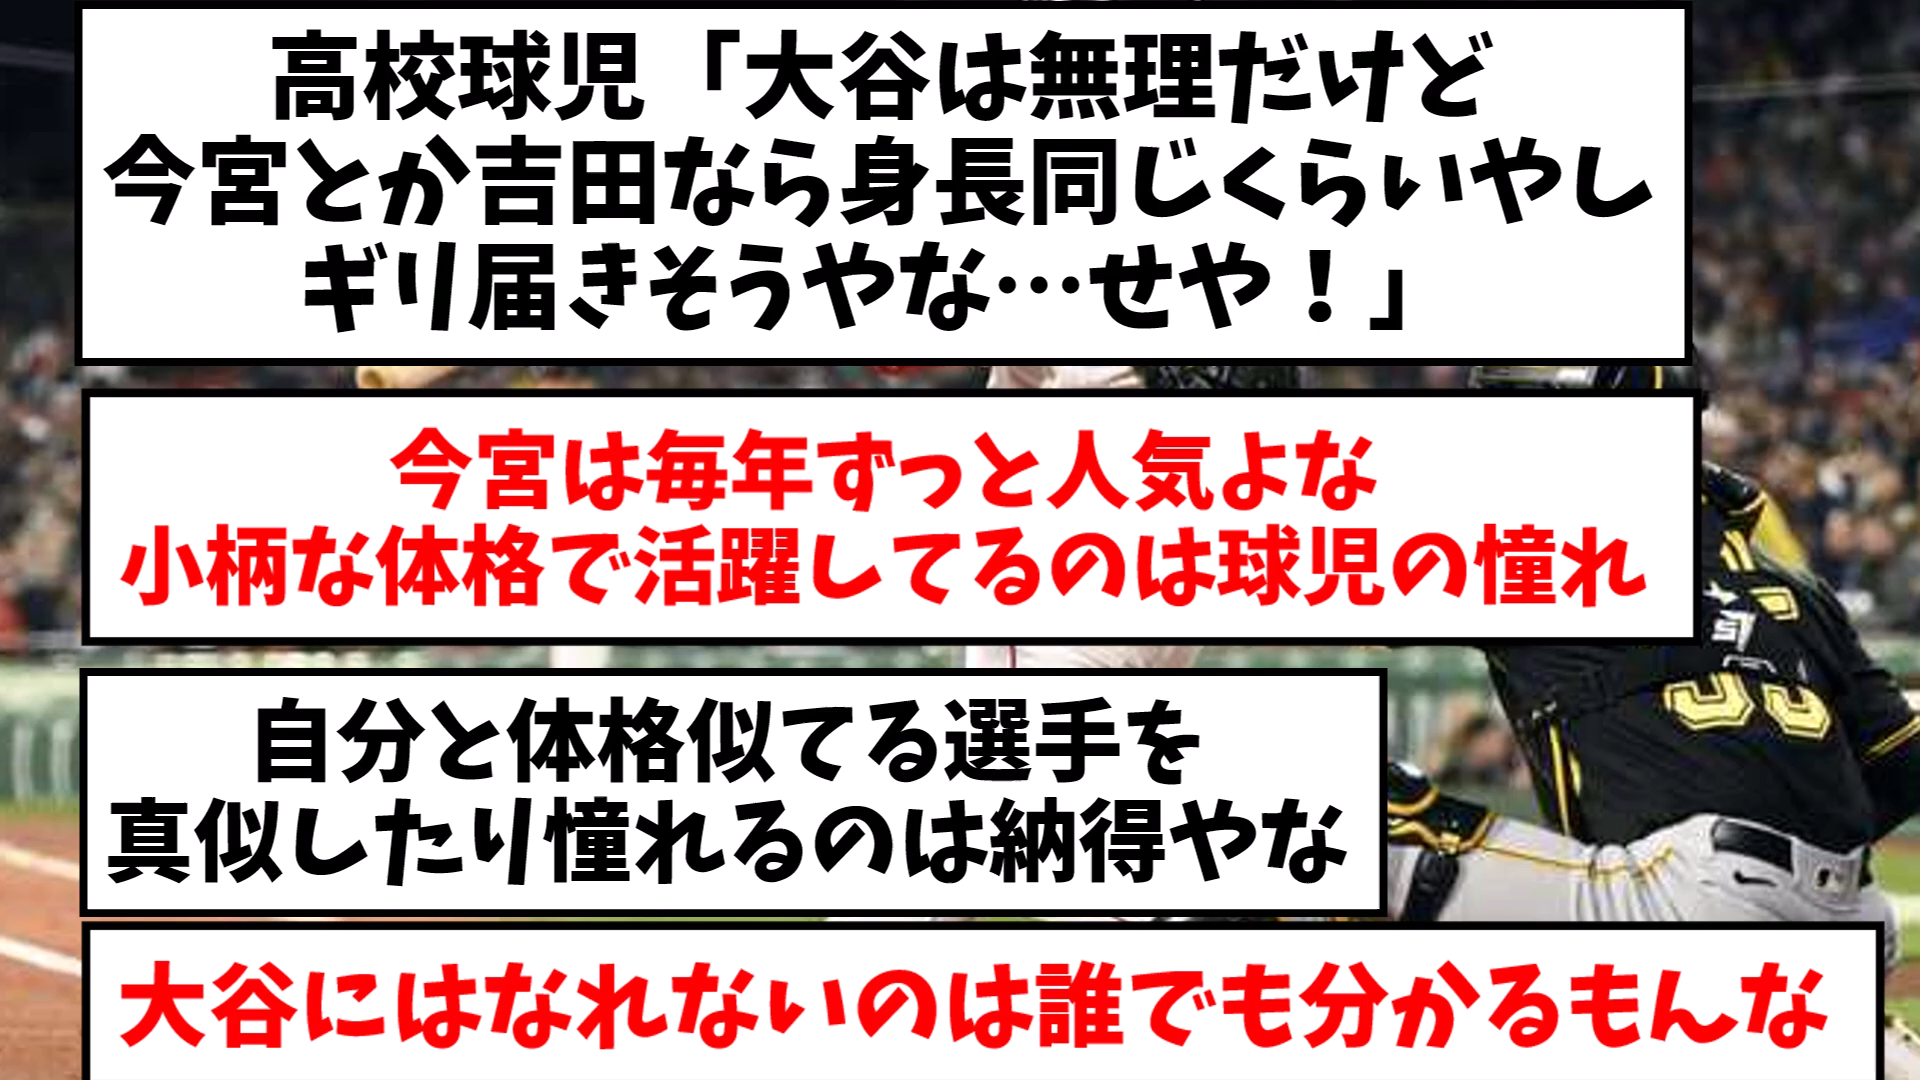 高校球児「大谷は無理だけど
今宮とか吉田なら身長同じくらいやし
ギリ届きそうやな…せや！」
今宮は毎年ずっと人気よな
小柄な体格で活躍してるのは球児の憧れ
自分と体格似てる選手を
真似したり憧れるのは納得やな
大谷にはなれないのは誰でも分かるもんな